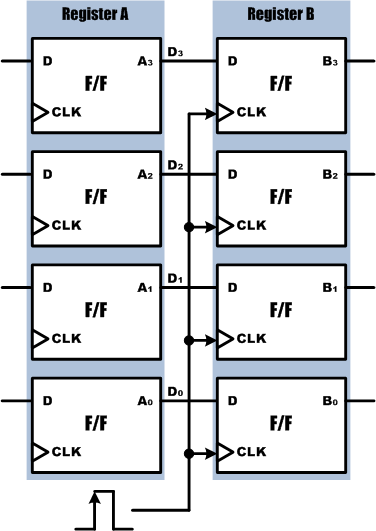 Register A Register B
D3
D A3 D B3
F/F F/F
CLK CLK
D2
D A2 D B2
F/F F/F
CLK CLK
D1
D A1 D B1
F/F F/F
CLK CLK
D0
D A0 D B0
F/F F/F
CLK CLK